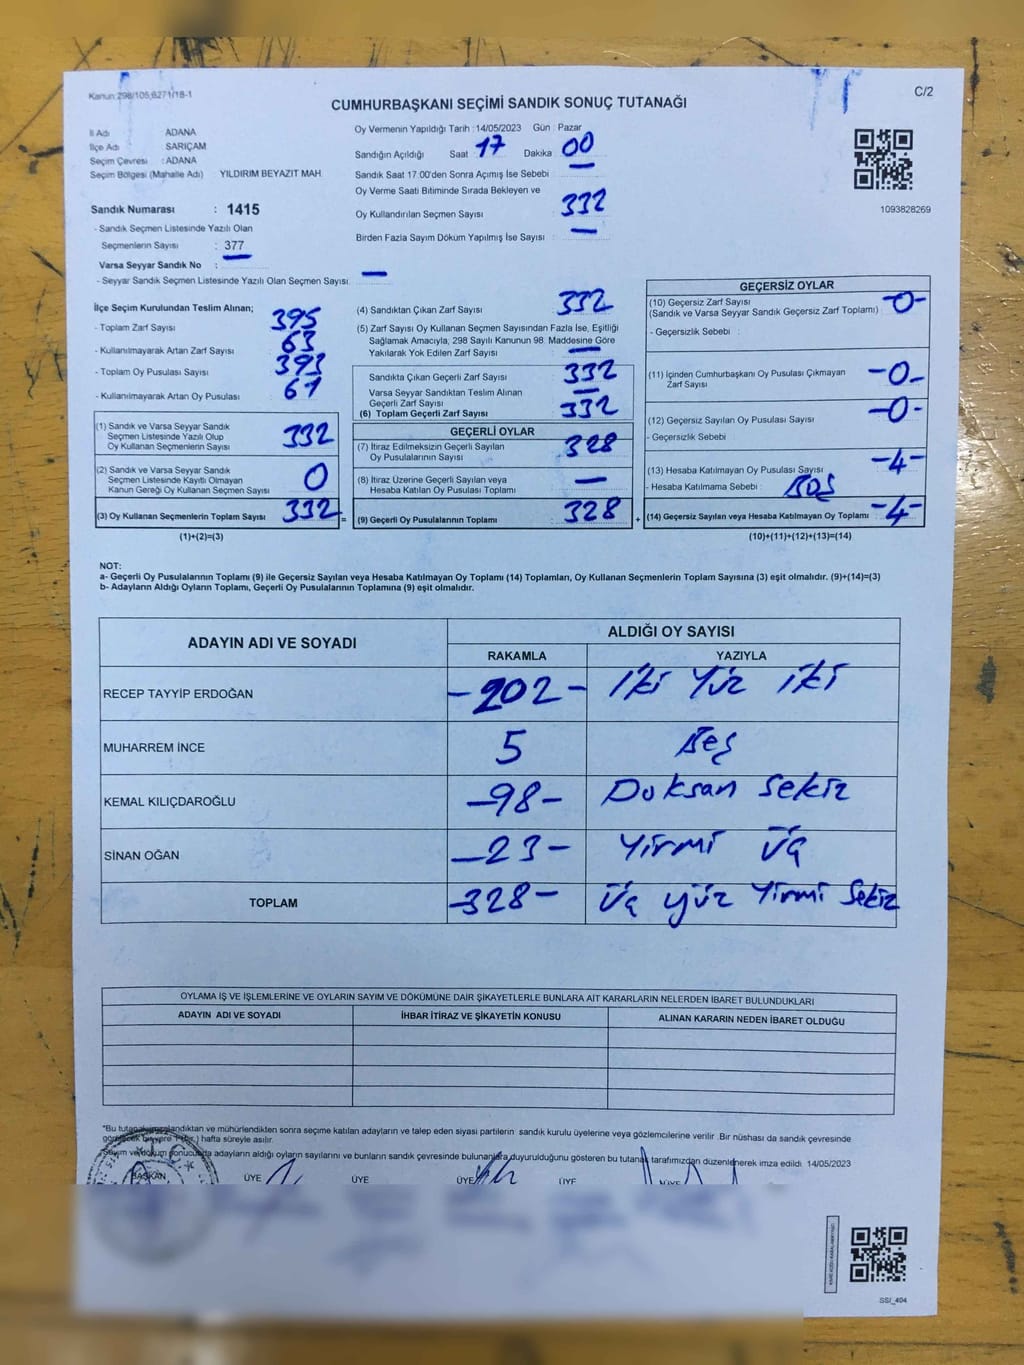 Kanun:298/105,6271/18-1
C/2
CUMHURBAŞKANI SEÇİMİ SANDIK SONUÇ TUTANAĞI
İl Adı ADANA
İlçe Adı SARIÇAM
Seçim Çevresi : ADANA
Seçim Bölgesi (Mahalle Adı) YILDIRIM BEYAZIT MAH.
Sandık Numarası : 1415
- Sandık Seçmen Listesinde Yazılı Olan
Seçmenlerin Sayısı : 377
Varsa Seyyar Sandık No : —
- Seyyar Sandık Seçmen Listesinde Yazılı Olan Seçmen Sayısı —
Oy Vermenin Yapıldığı Tarih : 14/05/2023 Gün : Pazar
Sandığın Açıldığı Saat : 17 Dakika : 00
Sandık Saat 17.00'den Sonra Açımış İse Sebebi : —
Oy Verme Saati Bitiminde Sırada Bekleyen ve
Oy Kullandırılan Seçmen Sayısı : 332
Birden Fazla Sayım Döküm Yapılmış İse Sayısı : —
1093828269
İlçe Seçim Kurulundan Teslim Alınan;
- Toplam Zarf Sayısı 395
- Kullanılmayarak Artan Zarf Sayısı 63
- Toplam Oy Pusulası Sayısı 393
- Kullanılmayarak Artan Oy Pusulası 61
(1) Sandık ve Varsa Seyyar Sandık
Seçmen Listesinde Yazılı Olup
Oy Kullanan Seçmenlerin Sayısı 332
(2) Sandık ve Varsa Seyyar Sandık
Seçmen Listesinde Kayıtlı Olmayan
Kanun Gereği Oy Kullanan Seçmen Sayısı 0
(3) Oy Kullanan Seçmenlerin Toplam Sayısı 332 =
(1)+(2)=(3)
(4) Sandıktan Çıkan Zarf Sayısı 332
(5) Zarf Sayısı Oy Kullanan Seçmen Sayısından Fazla İse, Eşitliği
Sağlamak Amacıyla, 298 Sayılı Kanunun 98. Maddesine Göre
Yakılarak Yok Edilen Zarf Sayısı —
Sandıkta Çıkan Geçerli Zarf Sayısı 332
Varsa Seyyar Sandıktan Teslim Alınan
Geçerli Zarf Sayısı —
(6) Toplam Geçerli Zarf Sayısı 332
GEÇERLİ OYLAR
(7) İtiraz Edilmeksizin Geçerli Sayılan
Oy Pusulalarının Sayısı 328
(8) İtiraz Üzerine Geçerli Sayılan veya
Hesaba Katılan Oy Pusulası Toplamı —
(9) Geçerli Oy Pusulalarının Toplamı 328 +
GEÇERSİZ OYLAR
(10) Geçersiz Zarf Sayısı
(Sandık ve Varsa Seyyar Sandık Geçersiz Zarf Toplamı) -0-
- Geçersizlik Sebebi :
(11) İçinden Cumhurbaşkanı Oy Pusulası Çıkmayan
Zarf Sayısı -0-
(12) Geçersiz Sayılan Oy Pusulası Sayısı -0-
- Geçersizlik Sebebi
(13) Hesaba Katılmayan Oy Pusulası Sayısı -4-
- Hesaba Katılmama Sebebi : BOŞ
(14) Geçersiz Sayılan veya Hesaba Katılmayan Oy Toplamı -4-
(10)+(11)+(12)+(13)=(14)
NOT:
a- Geçerli Oy Pusulalarının Toplamı (9) ile Geçersiz Sayılan veya Hesaba Katılmayan Oy Toplamı (14) Toplamları, Oy Kullanan Seçmenlerin Toplam Sayısına (3) eşit olmalıdır. (9)+(14)=(3)
b- Adayların Aldığı Oyların Toplamı, Geçerli Oy Pusulalarının Toplamına (9) eşit olmalıdır.
ADAYIN ADI VE SOYADI ALDIĞI OY SAYISI
RAKAMLA YAZIYLA
RECEP TAYYİP ERDOĞAN -202- İki Yüz iki
MUHARREM İNCE 5 Beş
KEMAL KILIÇDAROĞLU -98- Doksan Sekiz
SİNAN OĞAN -23- Yirmi üç
TOPLAM -328- Üç yüz Yirmi Sekiz
OYLAMA İŞ VE İŞLEMLERİNE VE OYLARIN SAYIM VE DÖKÜMÜNE DAİR ŞİKAYETLERLE BUNLARA AİT KARARLARIN NELERDEN İBARET BULUNDUKLARI
ADAYIN ADI VE SOYADI İHBAR İTİRAZ VE ŞİKAYETİN KONUSU ALINAN KARARIN NEDEN İBARET OLDUĞU
"Bu tutanak imzalandıktan ve mühürlendikten sonra seçime katılan adayların ve talep eden siyasi partilerin sandık kurulu üyelerine veya gözlemcilerine verilir .Bir nüshası da sandık çevresinde
görülecek bir yere hafta süreyle asılır.
Sayım ve döküm sonucunda adayların aldığı oyların sayılarını ve bunların sandık çevresinde bulunanlara duyurulduğunu gösteren bu tutanak tarafımızdan düzenlenerek imza edildi. 14/05/2023
BAŞKAN ÜYE ÜYE ÜYE ÜYE ÜYE
SSI_404